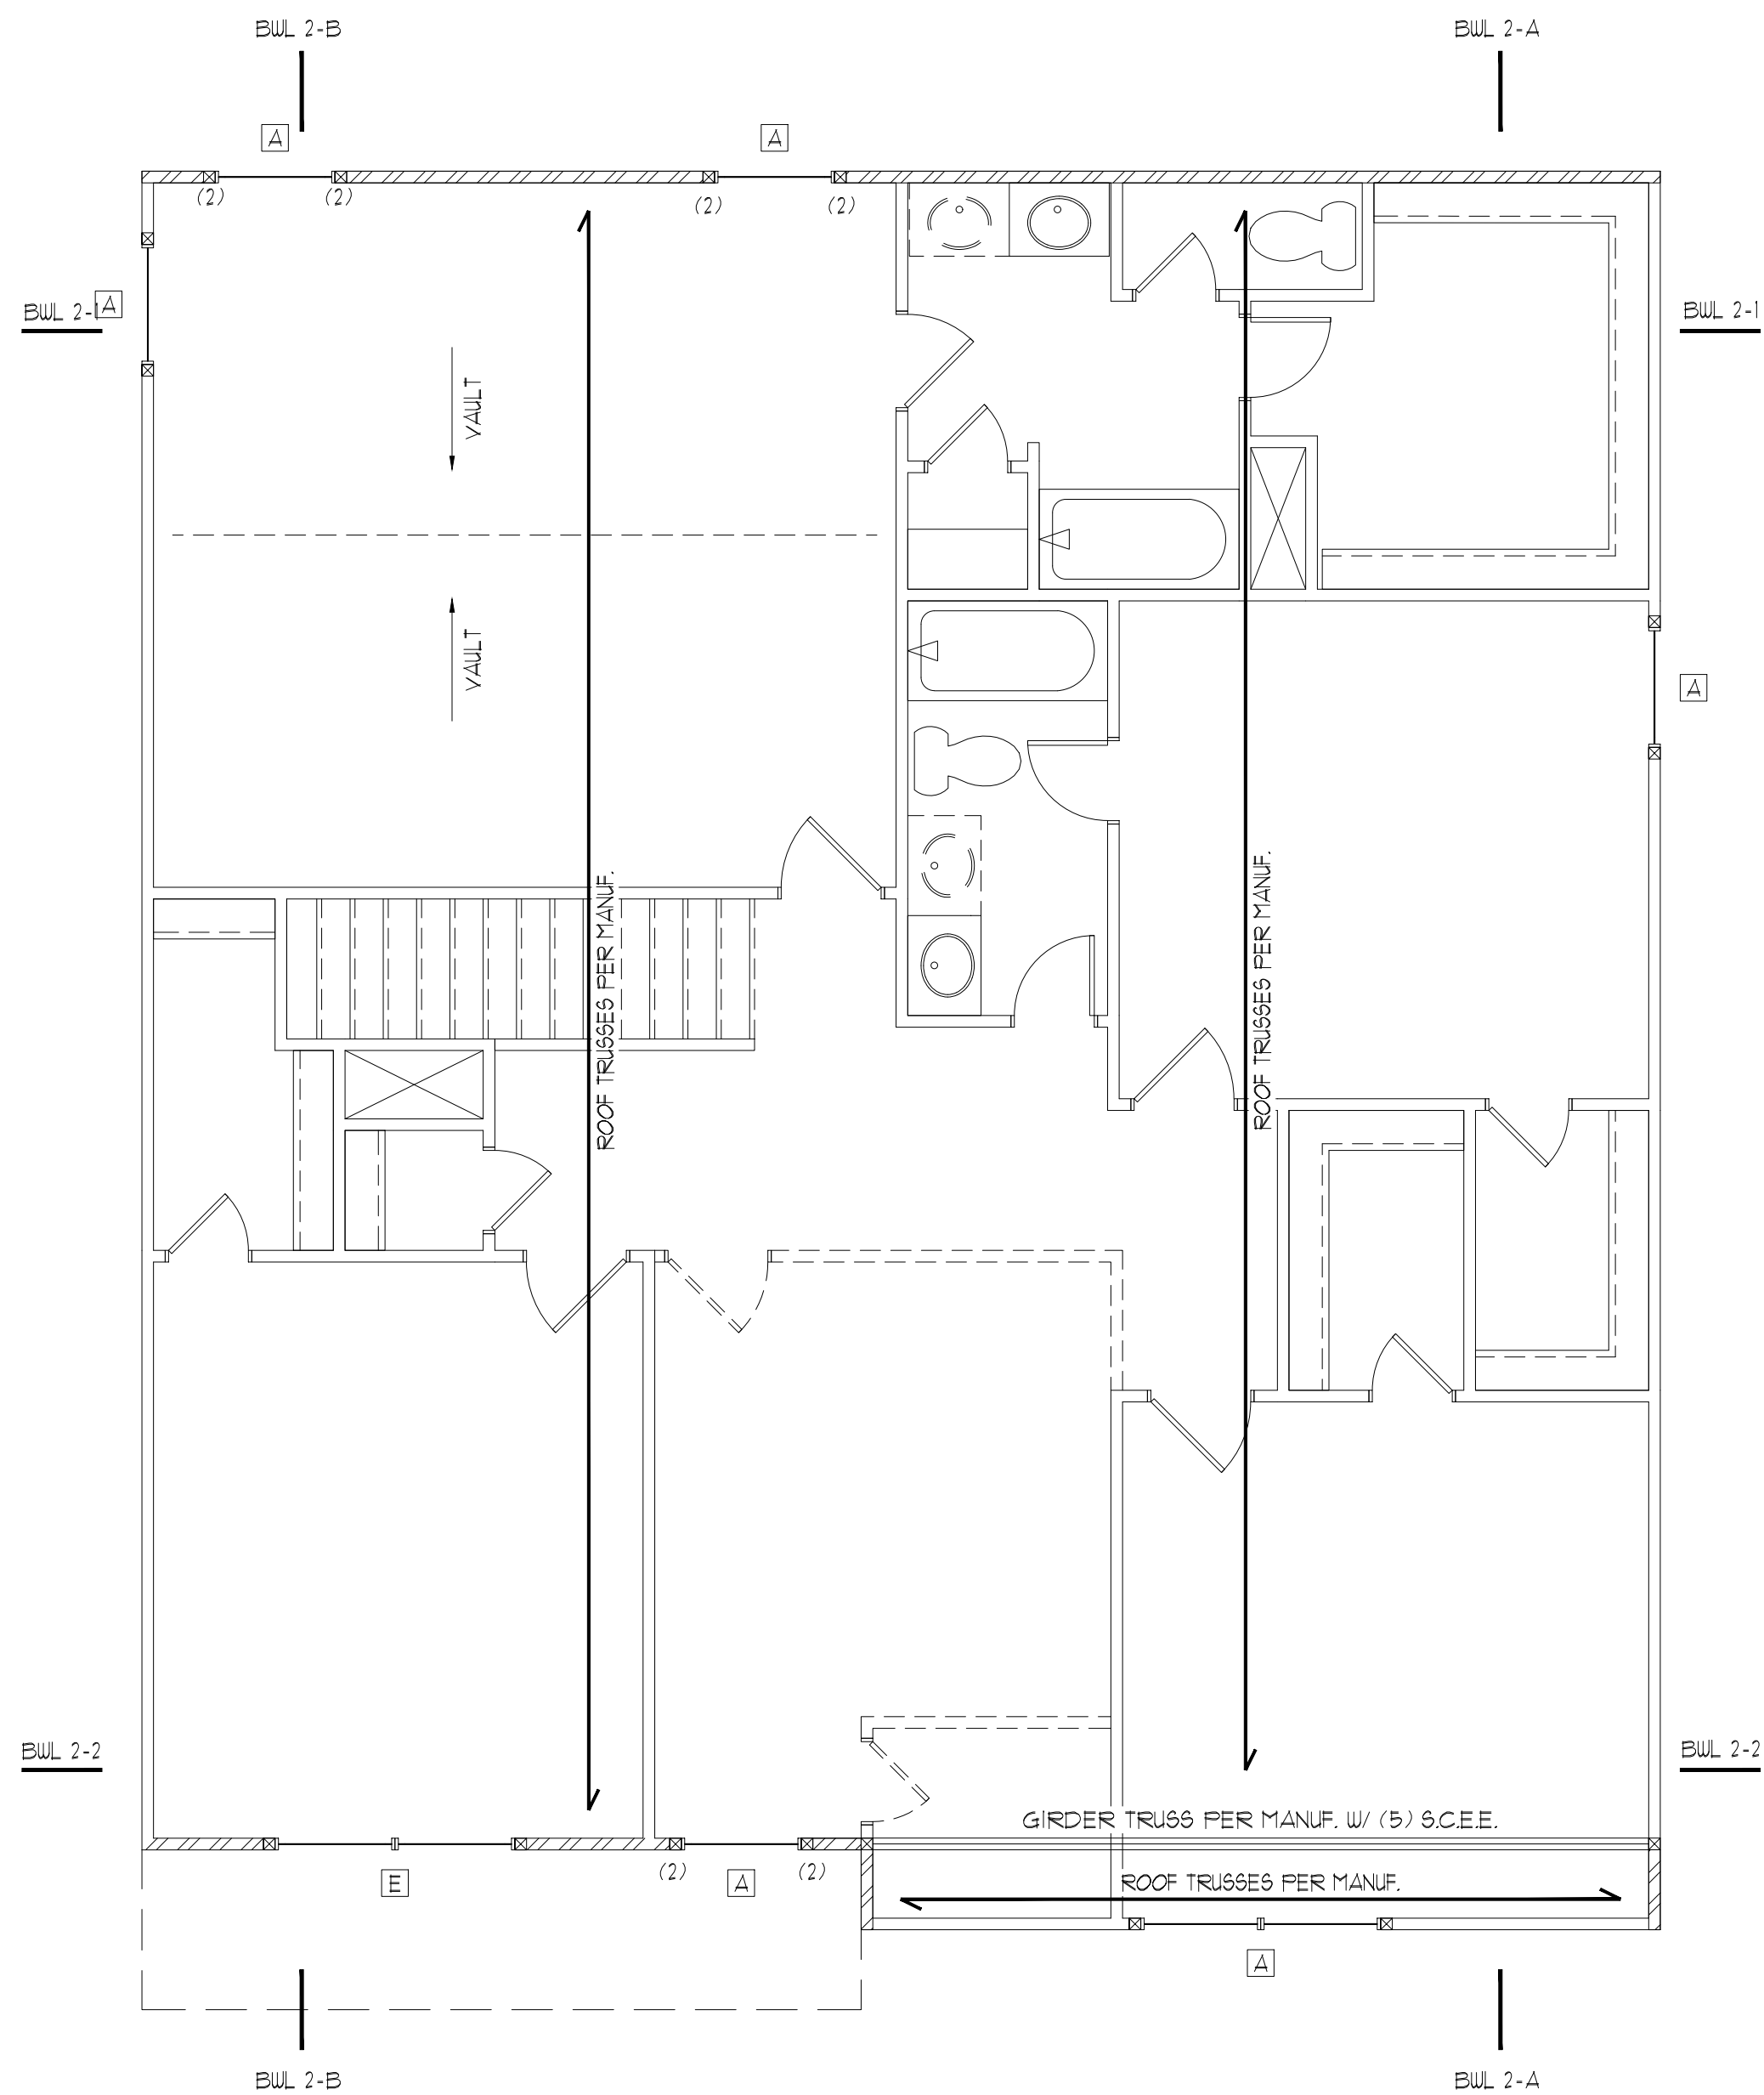 BWL 2-B
BWL 2-A
A
A
(2)
(2)
(2)
(2)
BWL 2-1
A
BWL 2-1
VAULT
VAULT
A
ROOF TRUSSES PER MANUF.
ROOF TRUSSES PER MANUF.
BWL 2-2
BWL 2-2
GIRDER TRUSS PER MANUF. W/ (5) S.C.E.E.
(2)
(2)
E
A
ROOF TRUSSES PER MANUF.
A
BWL 2-B
BWL 2-A